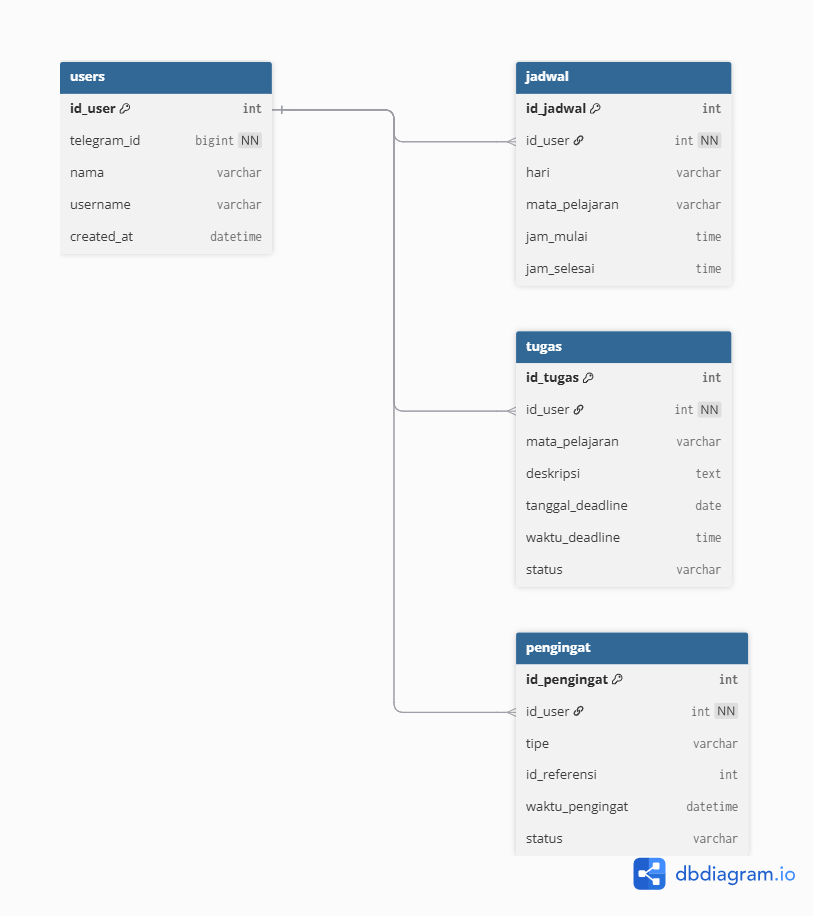 users
id_user int
telegram_id bigint NN
nama varchar
username varchar
created_at datetime
jadwal
id_jadwal int
id_user int NN
hari varchar
mata_pelajaran varchar
jam_mulai time
jam_selesai time
tugas
id_tugas int
id_user int NN
mata_pelajaran varchar
deskripsi text
tanggal_deadline date
waktu_deadline time
status varchar
pengingat
id_pengingat int
id_user int NN
tipe varchar
id_referensi int
waktu_pengingat datetime
status varchar
dbdiagram.io